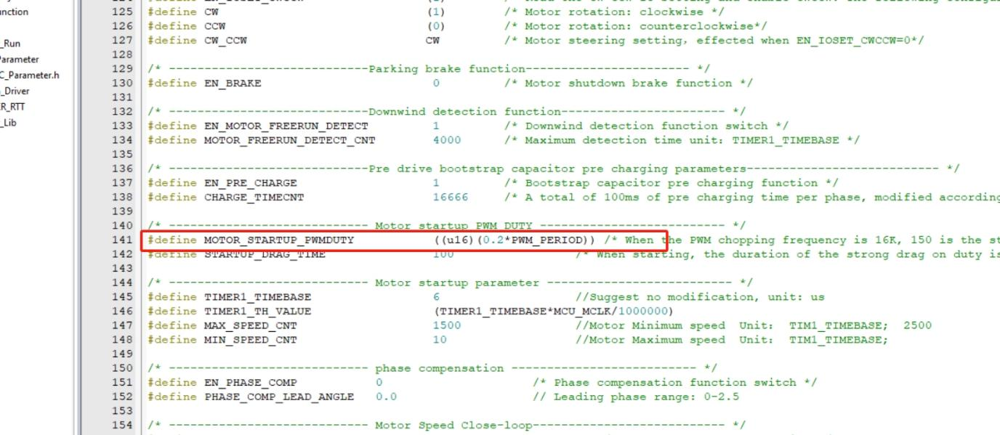 unction
_Run
Parameter
C_Parameter.h
_Driver
R_RTT
_Lib
125 #define CW (1) /* Motor rotation: clockwise */
126 #define CCW (0) /* Motor rotation: counterclockwise*/
127 #define CW_CCW CW /* Motor steering setting, effected when EN_IOSET_CWCCW=0*/
128
129 /* ----------------------------Parking brake function----------------------- */
130 #define EN_BRAKE 0 /* Motor shutdown brake function */
131
132 /* ----------------------------Downwind detection function----------------------- */
133 #define EN_MOTOR_FREERUN_DETECT 1 /* Downwind detection function switch */
134 #define MOTOR_FREERUN_DETECT_CNT 4000 /* Maximum detection time unit: TIMER1_TIMEBASE */
135
136 /* ----------------------------Pre drive bootstrap capacitor pre charging parameters--------------------------- */
137 #define EN_PRE_CHARGE 1 /* Bootstrap capacitor pre charging function */
138 #define CHARGE_TIMECNT 16666 /* A total of 100ms of pre charging time per phase, modified according
139
140 /* ---------------------------- Motor startup PWM DUTY -------------------------- */
141 #define MOTOR_STARTUP_PWMDUTY ((u16)(0.2*PWM_PERIOD)) /* When the PWM chopping frequency is 16K, 150 is the st
142 #define STARTUP_DRAG_TIME 100 /* When starting, the duration of the strong drag on duty is
143
144 /* ---------------------------- Motor startup parameter -------------------------- */
145 #define TIMER1_TIMEBASE 6 //Suggest no modification, unit: us
146 #define TIMER1_TH_VALUE (TIMER1_TIMEBASE*MCU_MCLK/1000000)
147 #define MAX_SPEED_CNT 1500 //Motor Minimum speed Unit: TIM1_TIMEBASE; 2500
148 #define MIN_SPEED_CNT 10 //Motor Maximum speed Unit: TIM1_TIMEBASE;
149
150 /* ---------------------------- phase compensation -------------------------- */
151 #define EN_PHASE_COMP 0 /* Phase compensation function switch */
152 #define PHASE_COMP_LEAD_ANGLE 0.0 // Leading phase range: 0-2.5
153
154 /* ---------------------------- Motor Speed Close-loop--------------------------- */